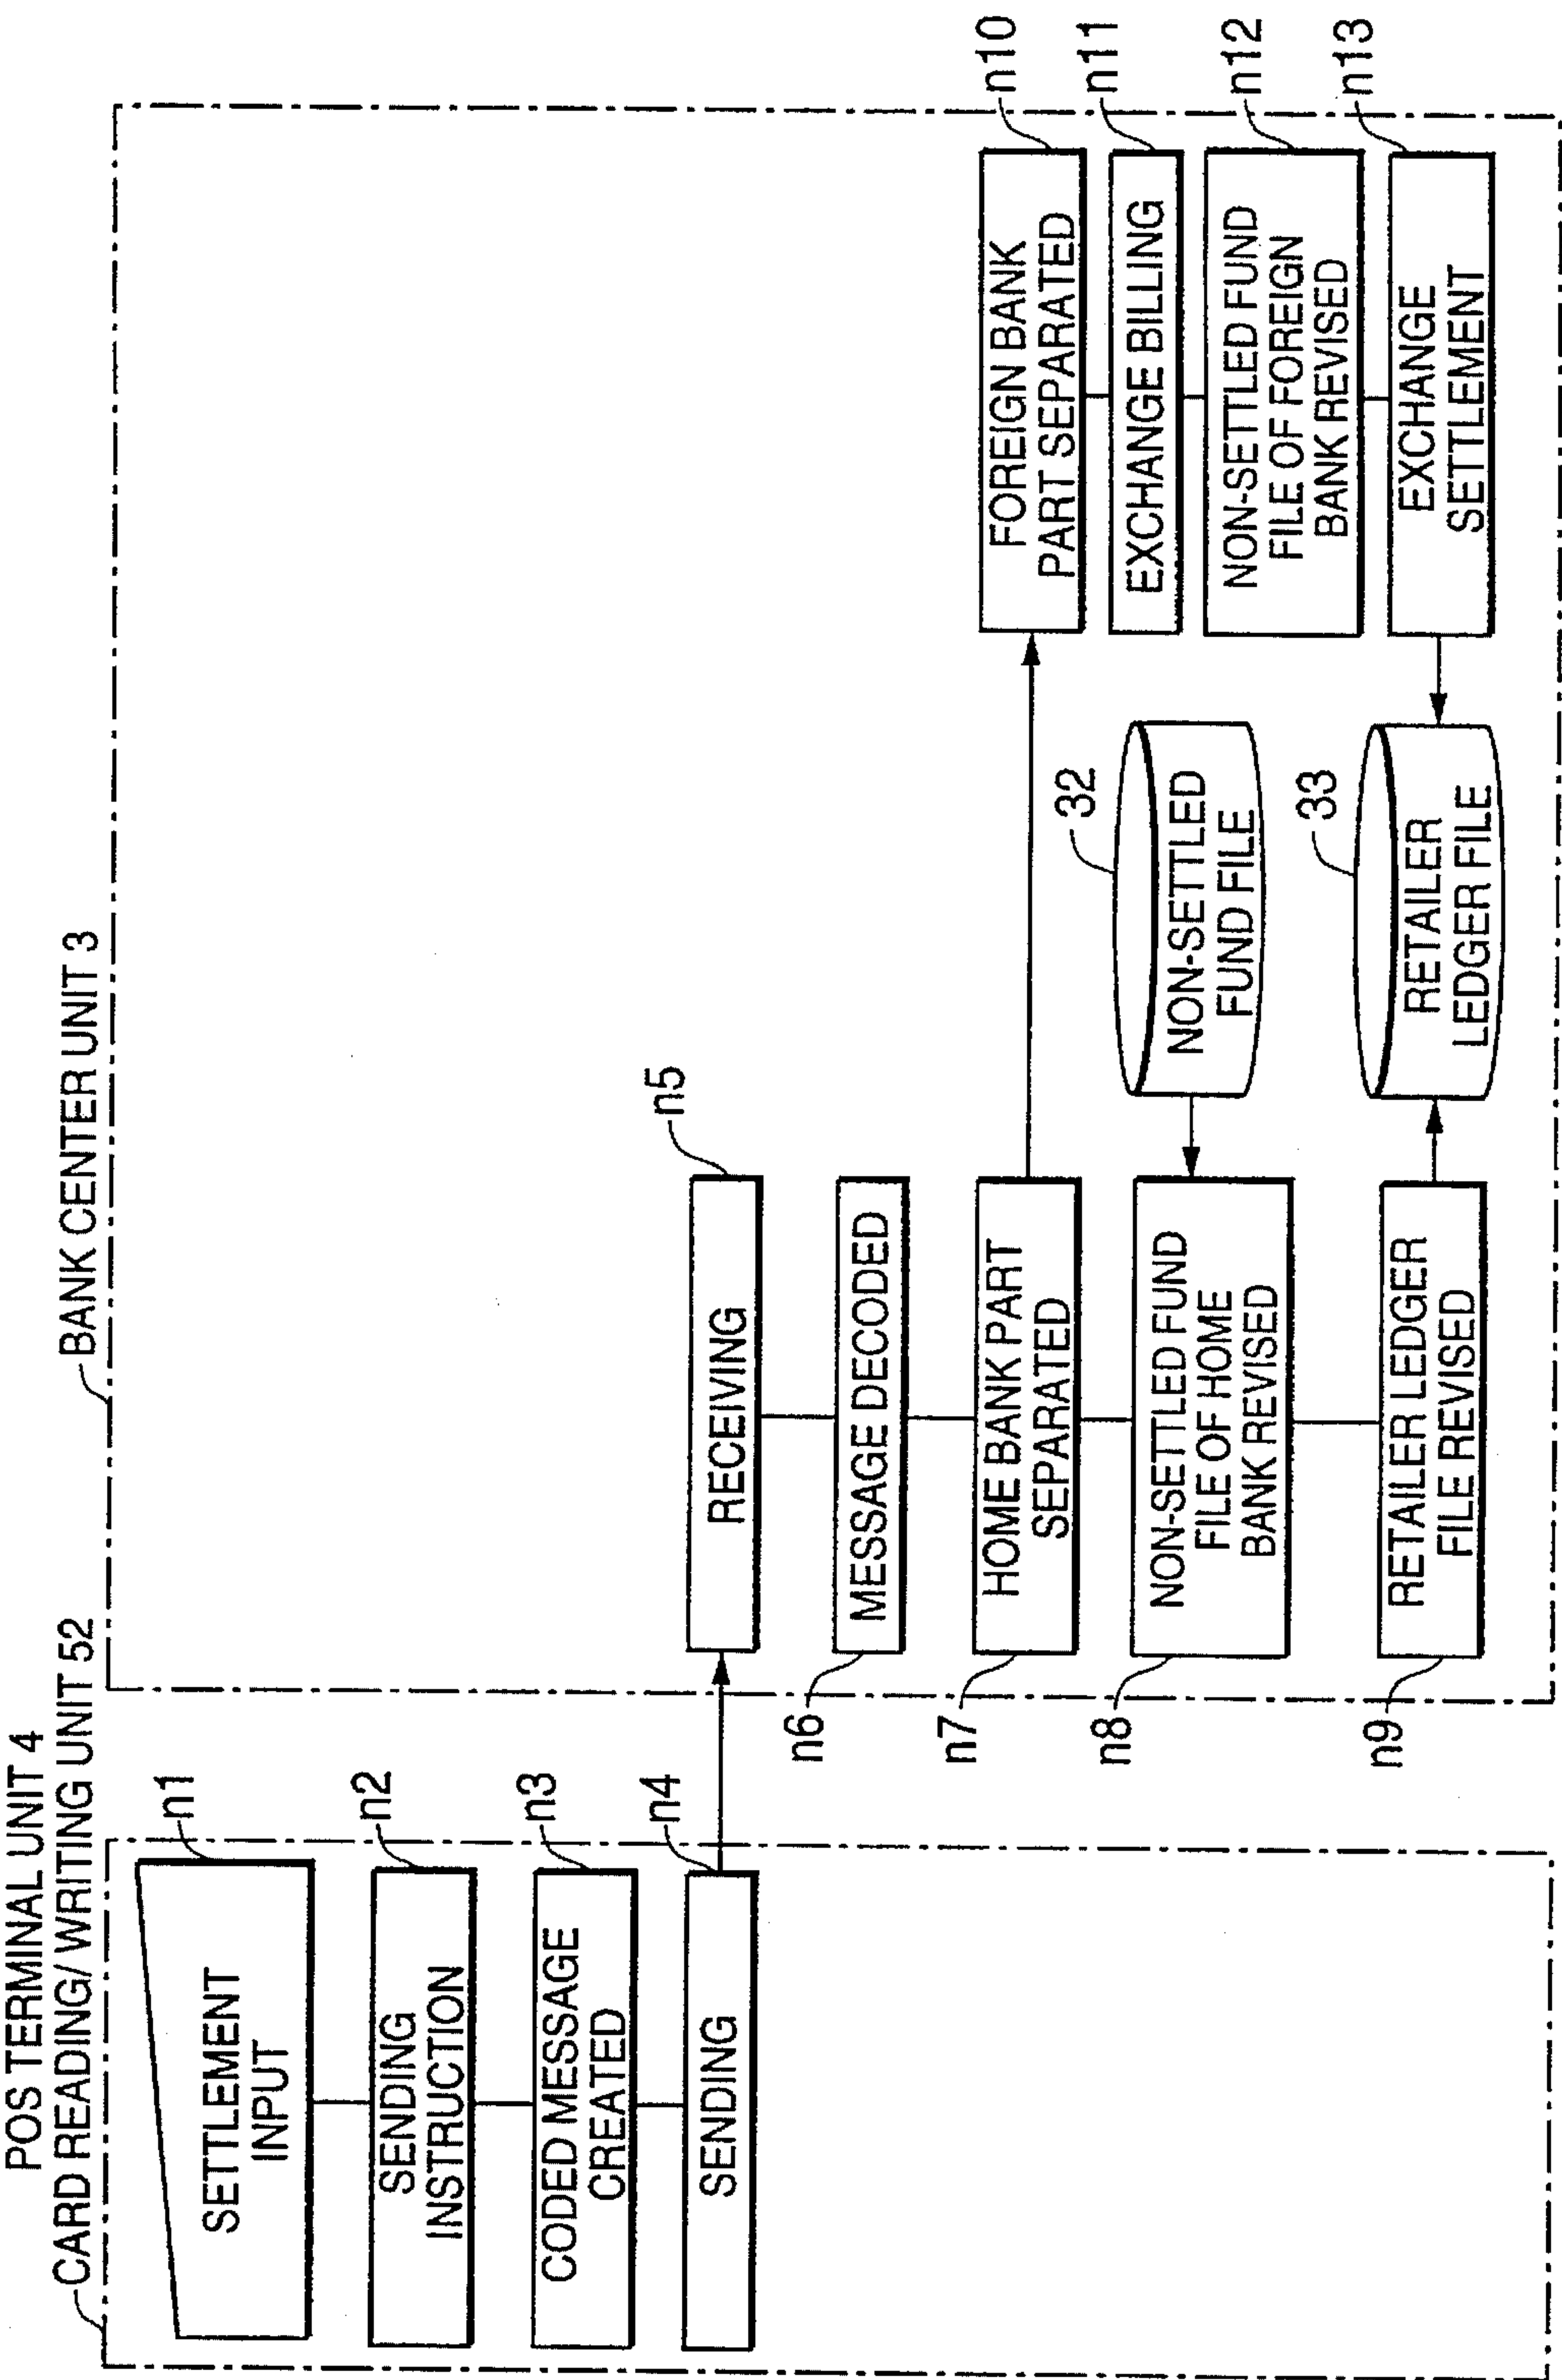 POS TERMINAL UNIT 4
CARD READING/ WRITING UNIT 52
n1
SETTLEMENT
INPUT
n2
SENDING
INSTRUCTION
n3
CODED MESSAGE
CREATED
n4
SENDING
BANK CENTER UNIT 3
n5
RECEIVING
n6
MESSAGE DECODED
n7
HOME BANK PART
SEPARATED
n8
NON-SETTLED FUND
FILE OF HOME
BANK REVISED
n9
RETAILER LEDGER
FILE REVISED
32
NON-SETTLED
FUND FILE
33
RETAILER
LEDGER FILE
n10
FOREIGN BANK
PART SEPARATED
n11
EXCHANGE BILLING
n12
NON-SETTLED FUND
FILE OF FOREIGN
BANK REVISED
n13
EXCHANGE
SETTLEMENT